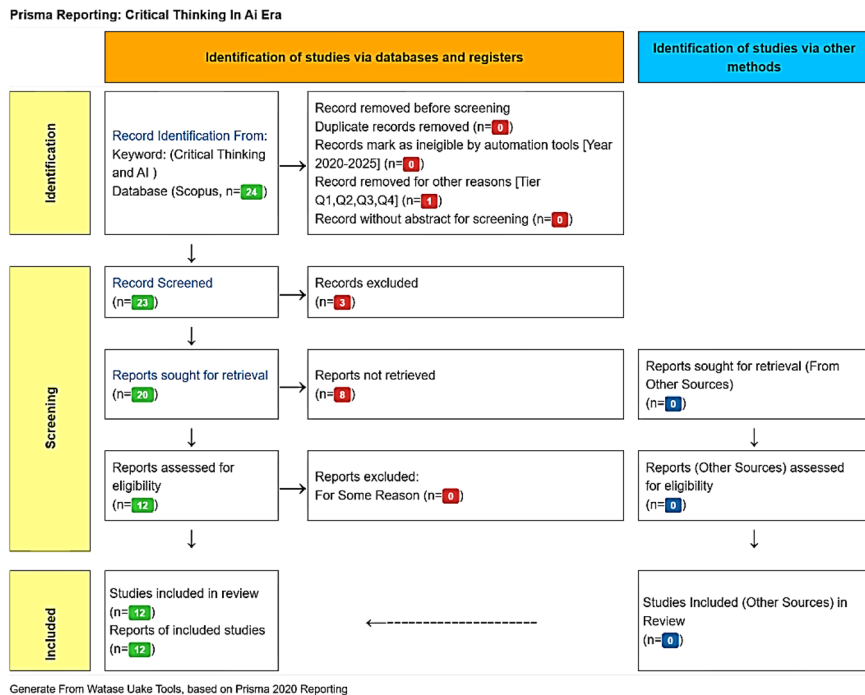 Prisma Reporting: Critical Thinking In Ai Era
Identification of studies via databases and registers
Identification of studies via other
methods
Identification
Record Identification From:
Keyword: (Critical Thinking
and AI )
Database (Scopus, n=24)
Record removed before screening
Duplicate records removed (n=0)
Records mark as ineigible by automation tools [Year
2020-2025] (n=0)
Record removed for other reasons [Tier
Q1,Q2,Q3,Q4] (n=1)
Record without abstract for screening (n=0)
Screening
Record Screened
(n=23)
Records excluded
(n=3)
Reports sought for retrieval
(n=20)
Reports not retrieved
(n=8)
Reports sought for retrieval (From
Other Sources)
(n=0)
Reports assessed for
eligibility
(n=12)
Reports excluded:
For Some Reason (n=0)
Reports (Other Sources) assessed
for eligibility
(n=0)
Included
Studies included in review
(n=12)
Reports of included studies
(n=12)
Studies Included (Other Sources) in
Review
(n=0)
Generate From Watase Uake Tools, based on Prisma 2020 Reporting